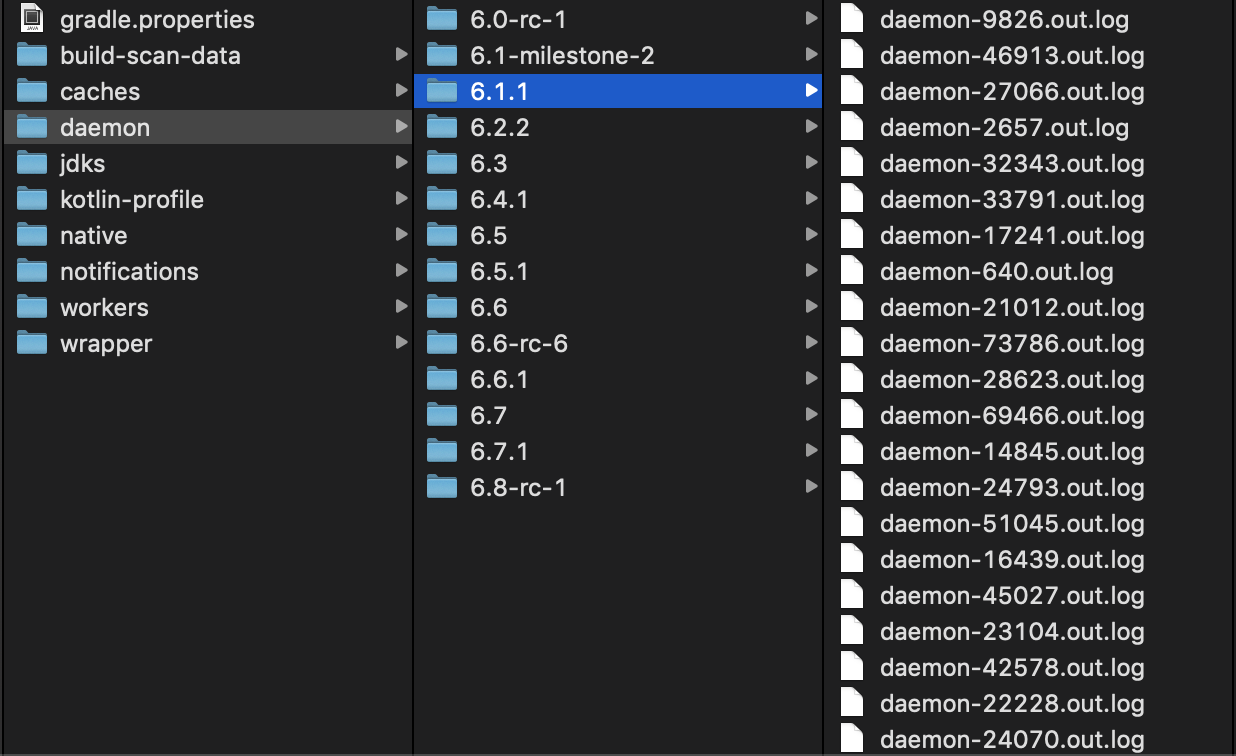 gradle.properties
build-scan-data
caches
daemon
jdks
kotlin-profile
native
notifications
workers
wrapper
6.0-rc-1
6.1-milestone-2
6.1.1
6.2.2
6.3
6.4.1
6.5
6.5.1
6.6
6.6-rc-6
6.6.1
6.7
6.7.1
6.8-rc-1
daemon-9826.out.log
daemon-46913.out.log
daemon-27066.out.log
daemon-2657.out.log
daemon-32343.out.log
daemon-33791.out.log
daemon-17241.out.log
daemon-640.out.log
daemon-21012.out.log
daemon-73786.out.log
daemon-28623.out.log
daemon-69466.out.log
daemon-14845.out.log
daemon-24793.out.log
daemon-51045.out.log
daemon-16439.out.log
daemon-45027.out.log
daemon-23104.out.log
daemon-42578.out.log
daemon-22228.out.log
daemon-24070.out.log